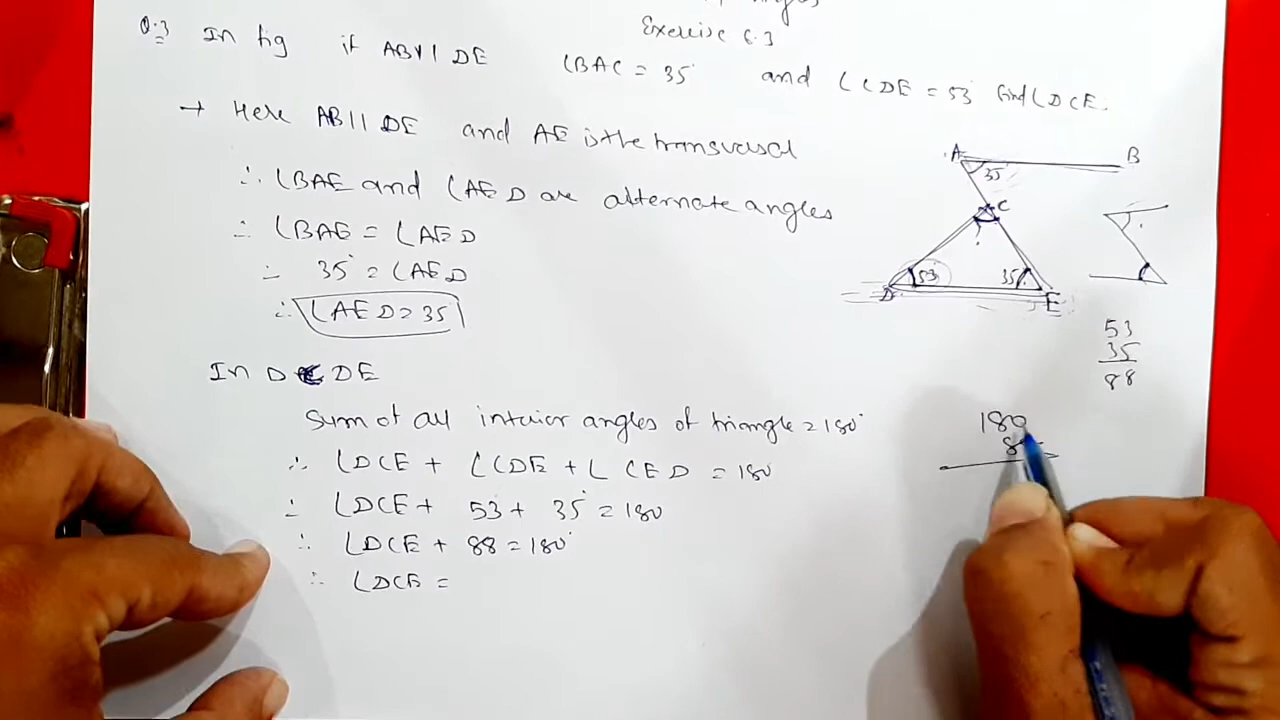 Exercise 6.3
Q.3 In fig if AB || DE ∠BAC = 35° and ∠CDE = 53° find ∠DCE.
→ Here AB || DE and AE is the transversal
∴ ∠BAE and ∠AED are alternate angles
∴ ∠BAE = ∠AED
∴ 35° = ∠AED
∴ ∠AED = 35
In D C DE
Sum of all interior angles of triangle = 180°
∴ ∠DCE + ∠CDE + ∠CED = 180
∴ ∠DCE + 53 + 35° = 180
∴ ∠DCE + 88 = 180°
∴ ∠DCE =
A B
35
C
?
53 35
D E
53
35
88
180
8